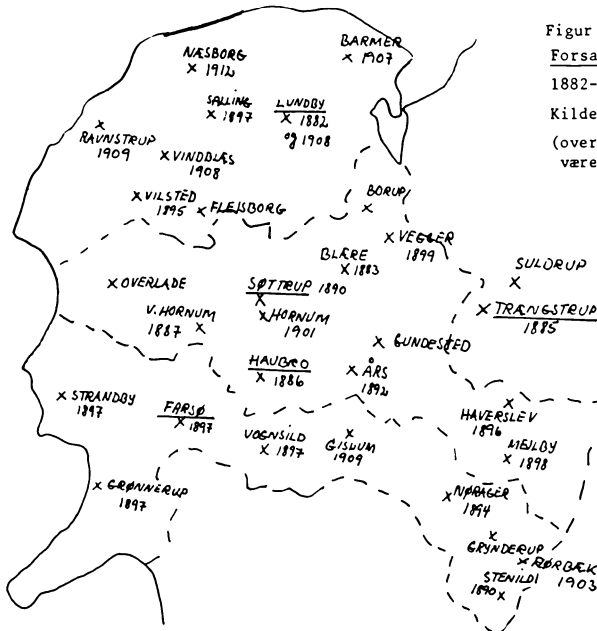 NÆSBORG
1912
BARMER
1907
SALLING
1897
LUNDBY
1882
og 1908
RAVNSTRUP
1909
VINDBLÆS
1908
VILSTED
1895
FLEJSBORG
BORUP
VEGGER
1899
BLÆRE
1883
SULDRUP
OVERLADE
SØTTRUP 1890
V.HORNUM
1887
HORNUM
1901
TRÆNGSTRUP
1885
GUNDESTED
HAUBRO
1886
ÅRS
1892
STRANDBY
1897
FARSØ
1897
HAVERSLEV
1896
VOGNSILD
1897
GISLUM
1909
MEJLBY
1898
GRØNNERUP
1897
NØRAGER
1894
GRYNDERUP
RØRBÆK
1903
STENILD
1890
Figur
Forsa
1882-
Kilde
(over
være